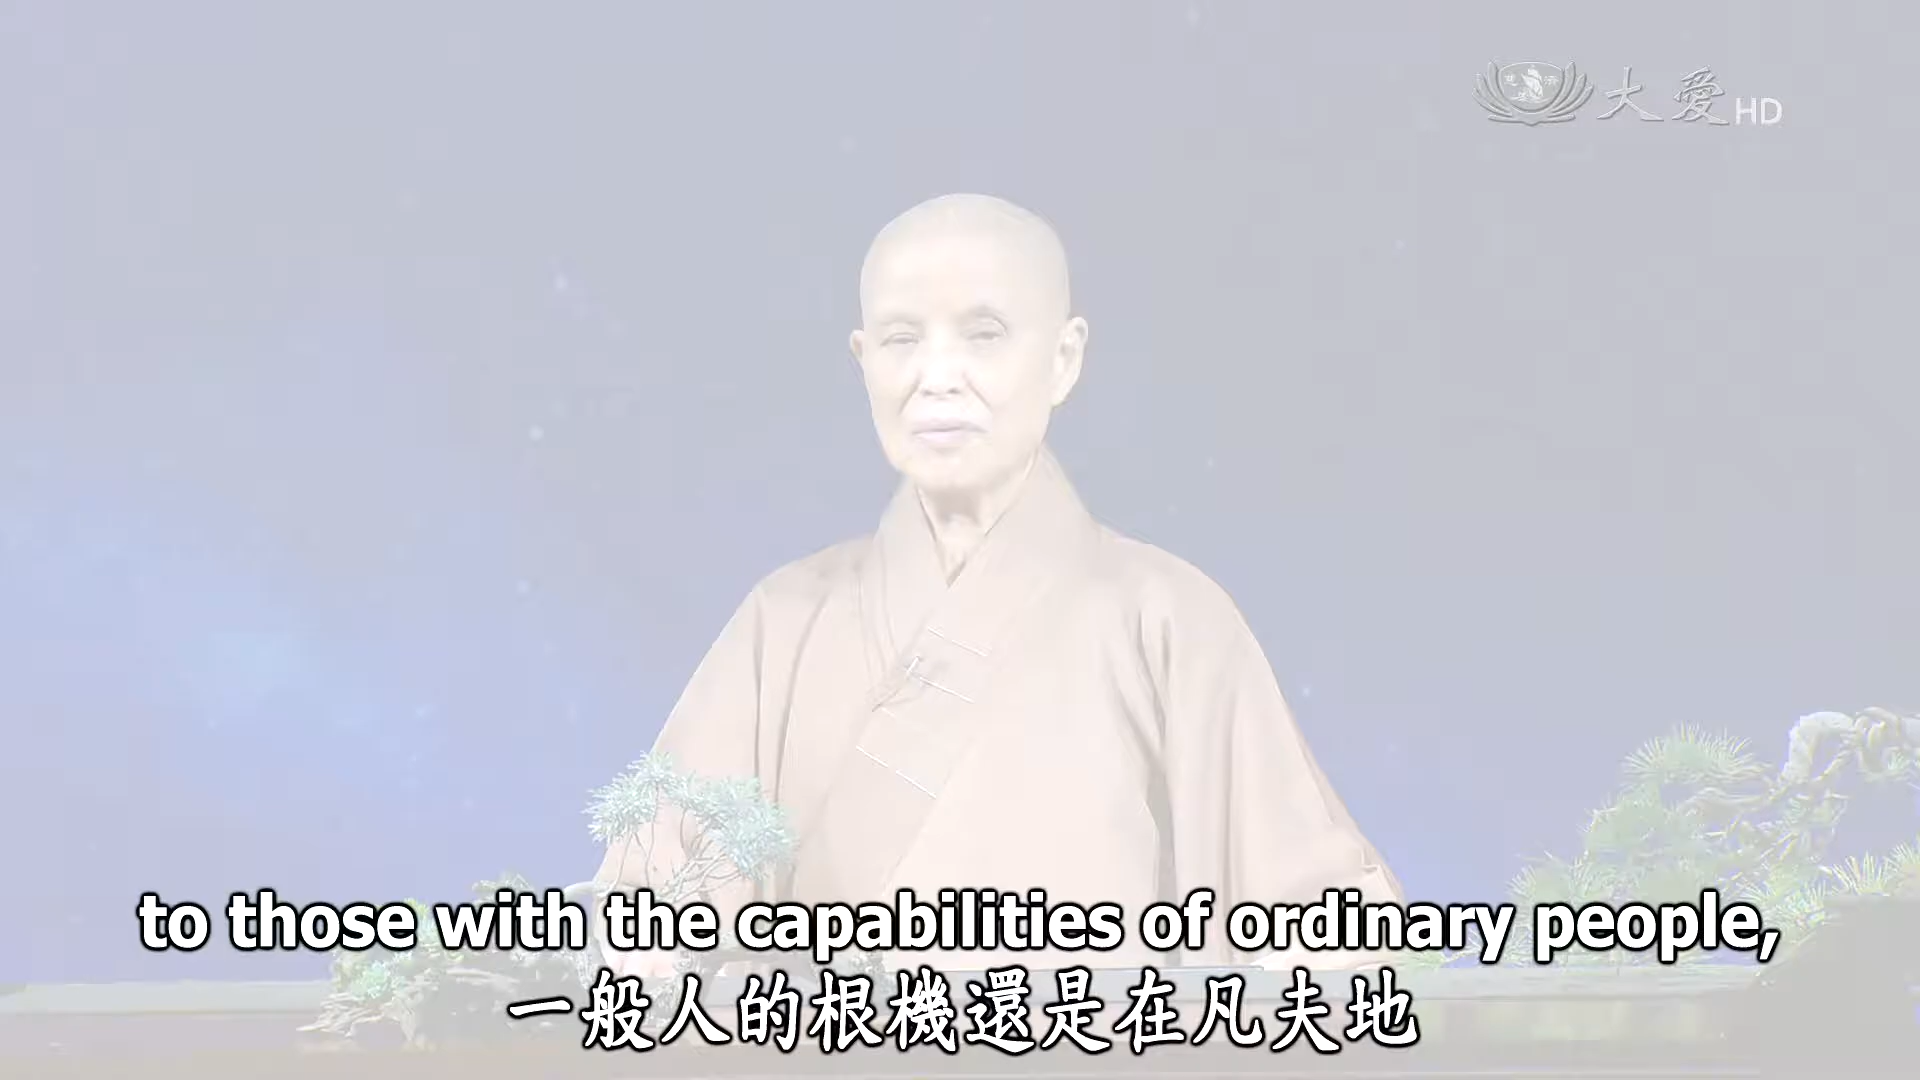 大愛HD
to those with the capabilities of ordinary people,
一般人的根機還是在凡夫地